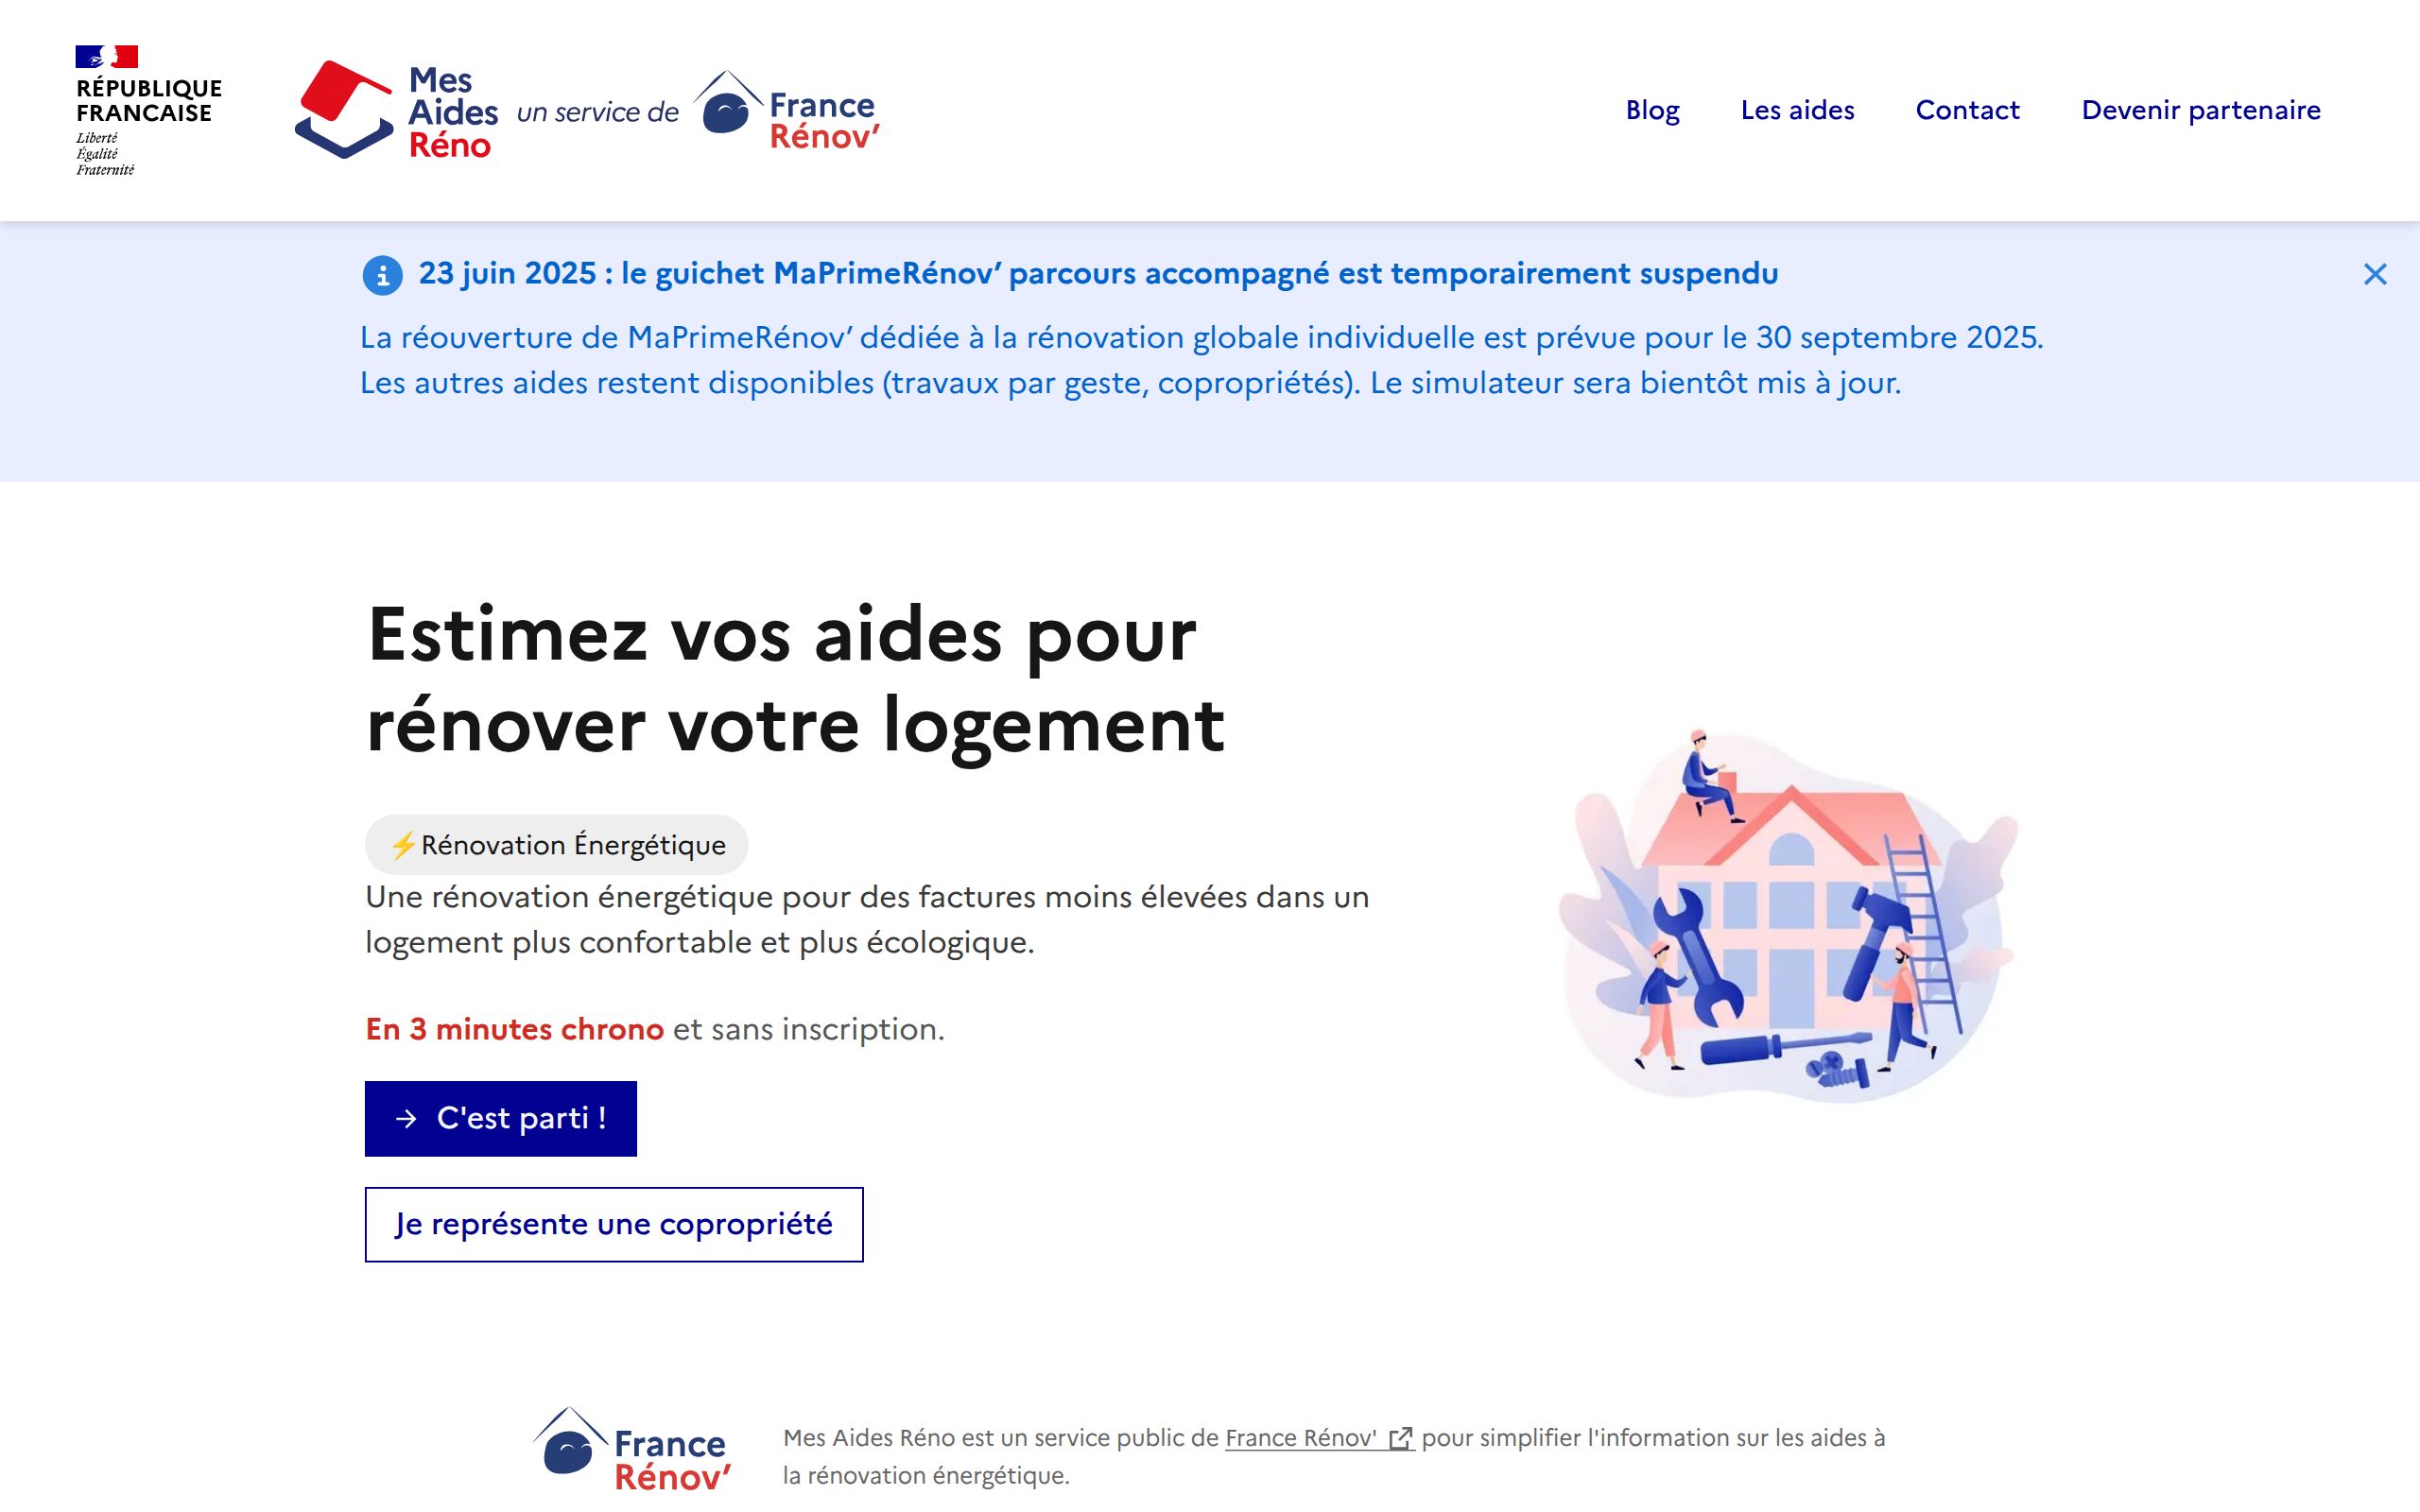 RÉPUBLIQUE
FRANCAISE
Liberté
Égalité
Fraternité
Mes
Aides
Réno
un service de
France
Rénov’
Blog
Les aides
Contact
Devenir partenaire
23 juin 2025 : le guichet MaPrimeRénov’ parcours accompagné est temporairement suspendu
La réouverture de MaPrimeRénov’ dédiée à la rénovation globale individuelle est prévue pour le 30 septembre 2025.
Les autres aides restent disponibles (travaux par geste, copropriétés). Le simulateur sera bientôt mis à jour.
Estimez vos aides pour
rénover votre logement
⚡Rénovation Énergétique
Une rénovation énergétique pour des factures moins élevées dans un
logement plus confortable et plus écologique.
En 3 minutes chrono et sans inscription.
→ C'est parti !
Je représente une copropriété
France
Rénov’
Mes Aides Réno est un service public de France Rénov' pour simplifier l'information sur les aides à
la rénovation énergétique.